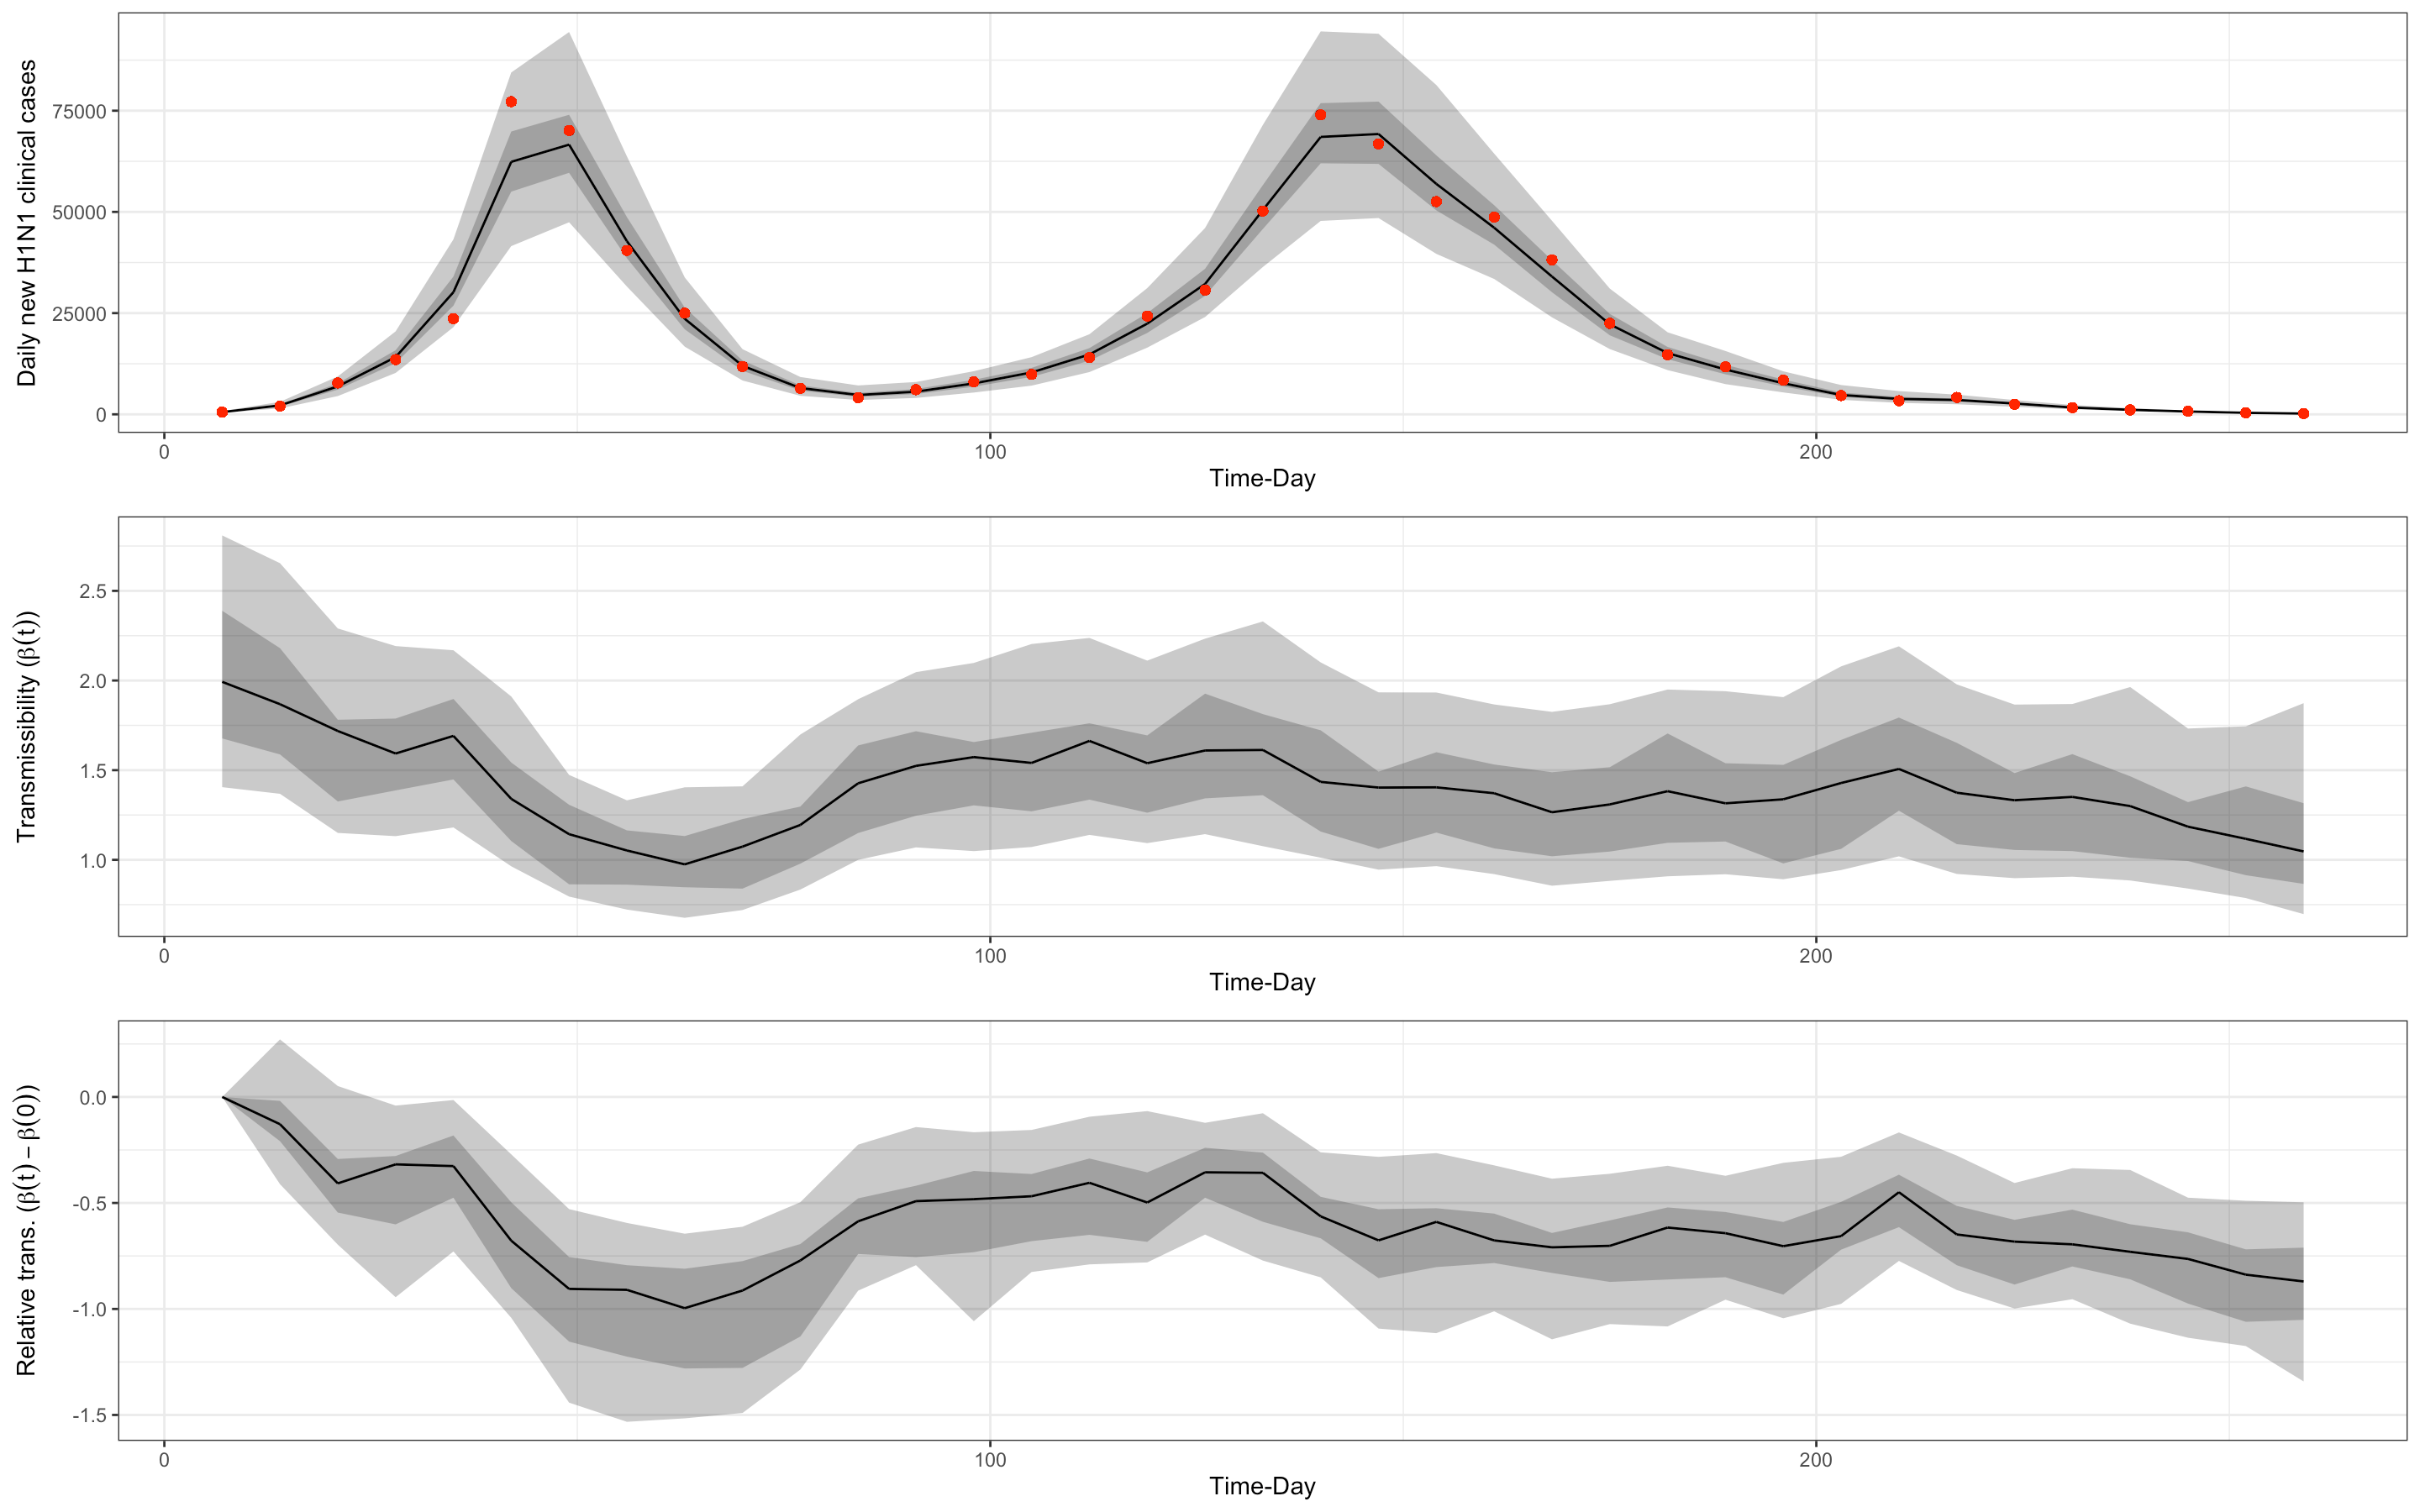 Daily new H1N1 clinical cases
75000
50000
25000
0
0 100 200
Time-Day
Transmissibility (β(t))
2.5
2.0
1.5
1.0
0 100 200
Time-Day
Relative trans. (β(t) − β(0))
0.0
-0.5
-1.0
-1.5
0 100 200
Time-Day